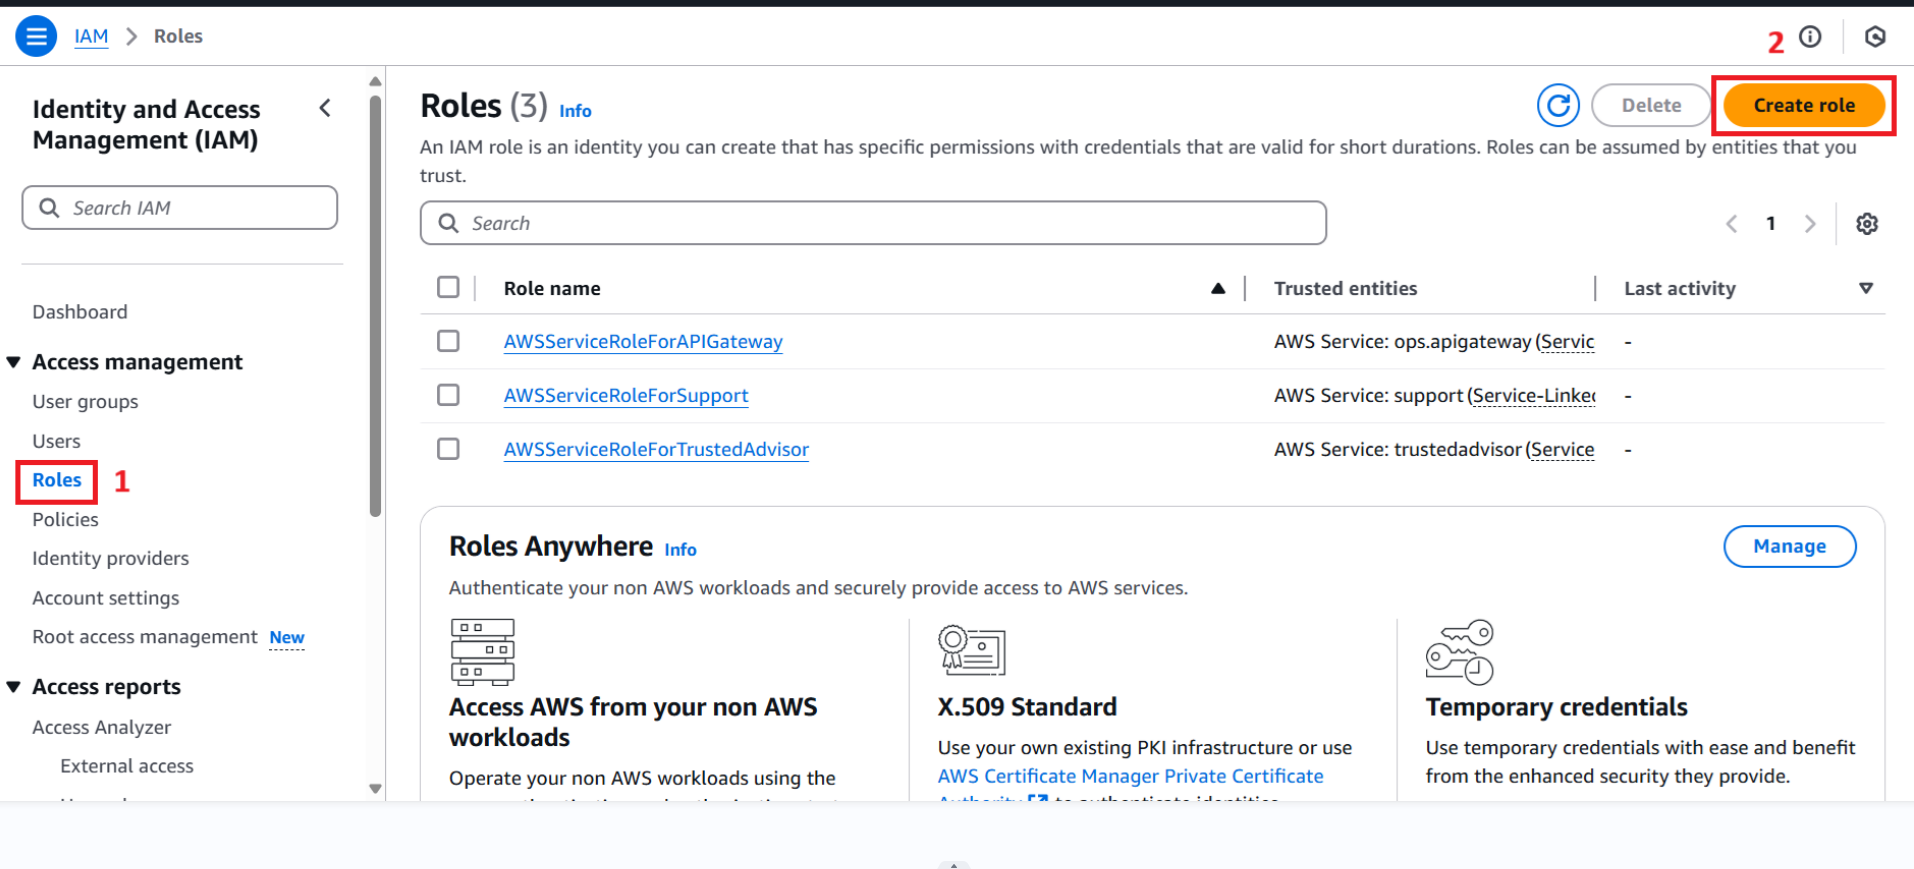 IAM > Roles
2
Identity and Access
Management (IAM)
Search IAM
Dashboard
Access management
User groups
Users
Roles 1
Policies
Identity providers
Account settings
Root access management New
Access reports
Access Analyzer
External access
Roles (3) Info
Delete
Create role
An IAM role is an identity you can create that has specific permissions with credentials that are valid for short durations. Roles can be assumed by entities that you
trust.
Search
1
Role name Trusted entities Last activity
AWSServiceRoleForAPIGateway AWS Service: ops.apigateway (Servic -
AWSServiceRoleForSupport AWS Service: support (Service-Linked -
AWSServiceRoleForTrustedAdvisor AWS Service: trustedadvisor (Service -
Roles Anywhere Info
Manage
Authenticate your non AWS workloads and securely provide access to AWS services.
Access AWS from your non AWS
workloads
Operate your non AWS workloads using the
X.509 Standard
Use your own existing PKI infrastructure or use
AWS Certificate Manager Private Certificate
Authority to authenticate identities.
Temporary credentials
Use temporary credentials with ease and benefit
from the enhanced security they provide.